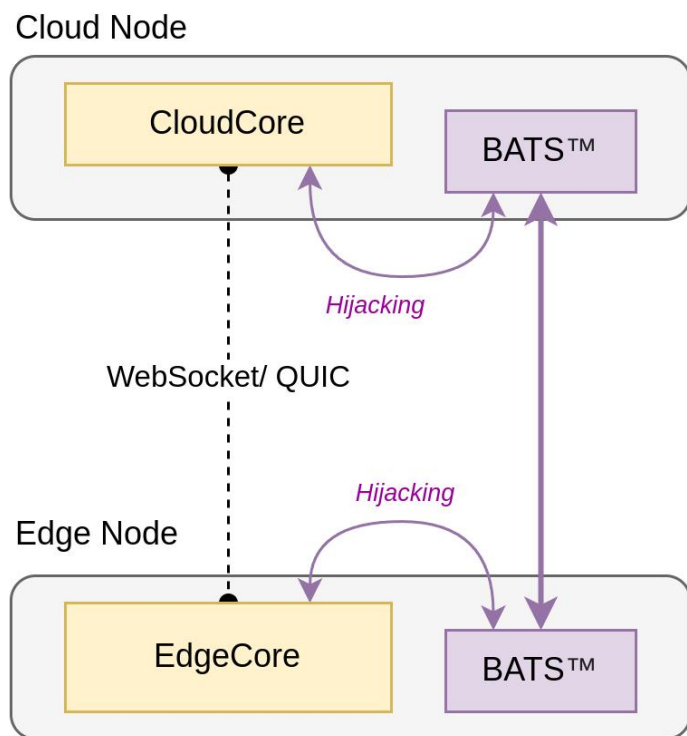 Cloud Node
CloudCore
BATS™
Hijacking
WebSocket/ QUIC
Hijacking
Edge Node
EdgeCore
BATS™